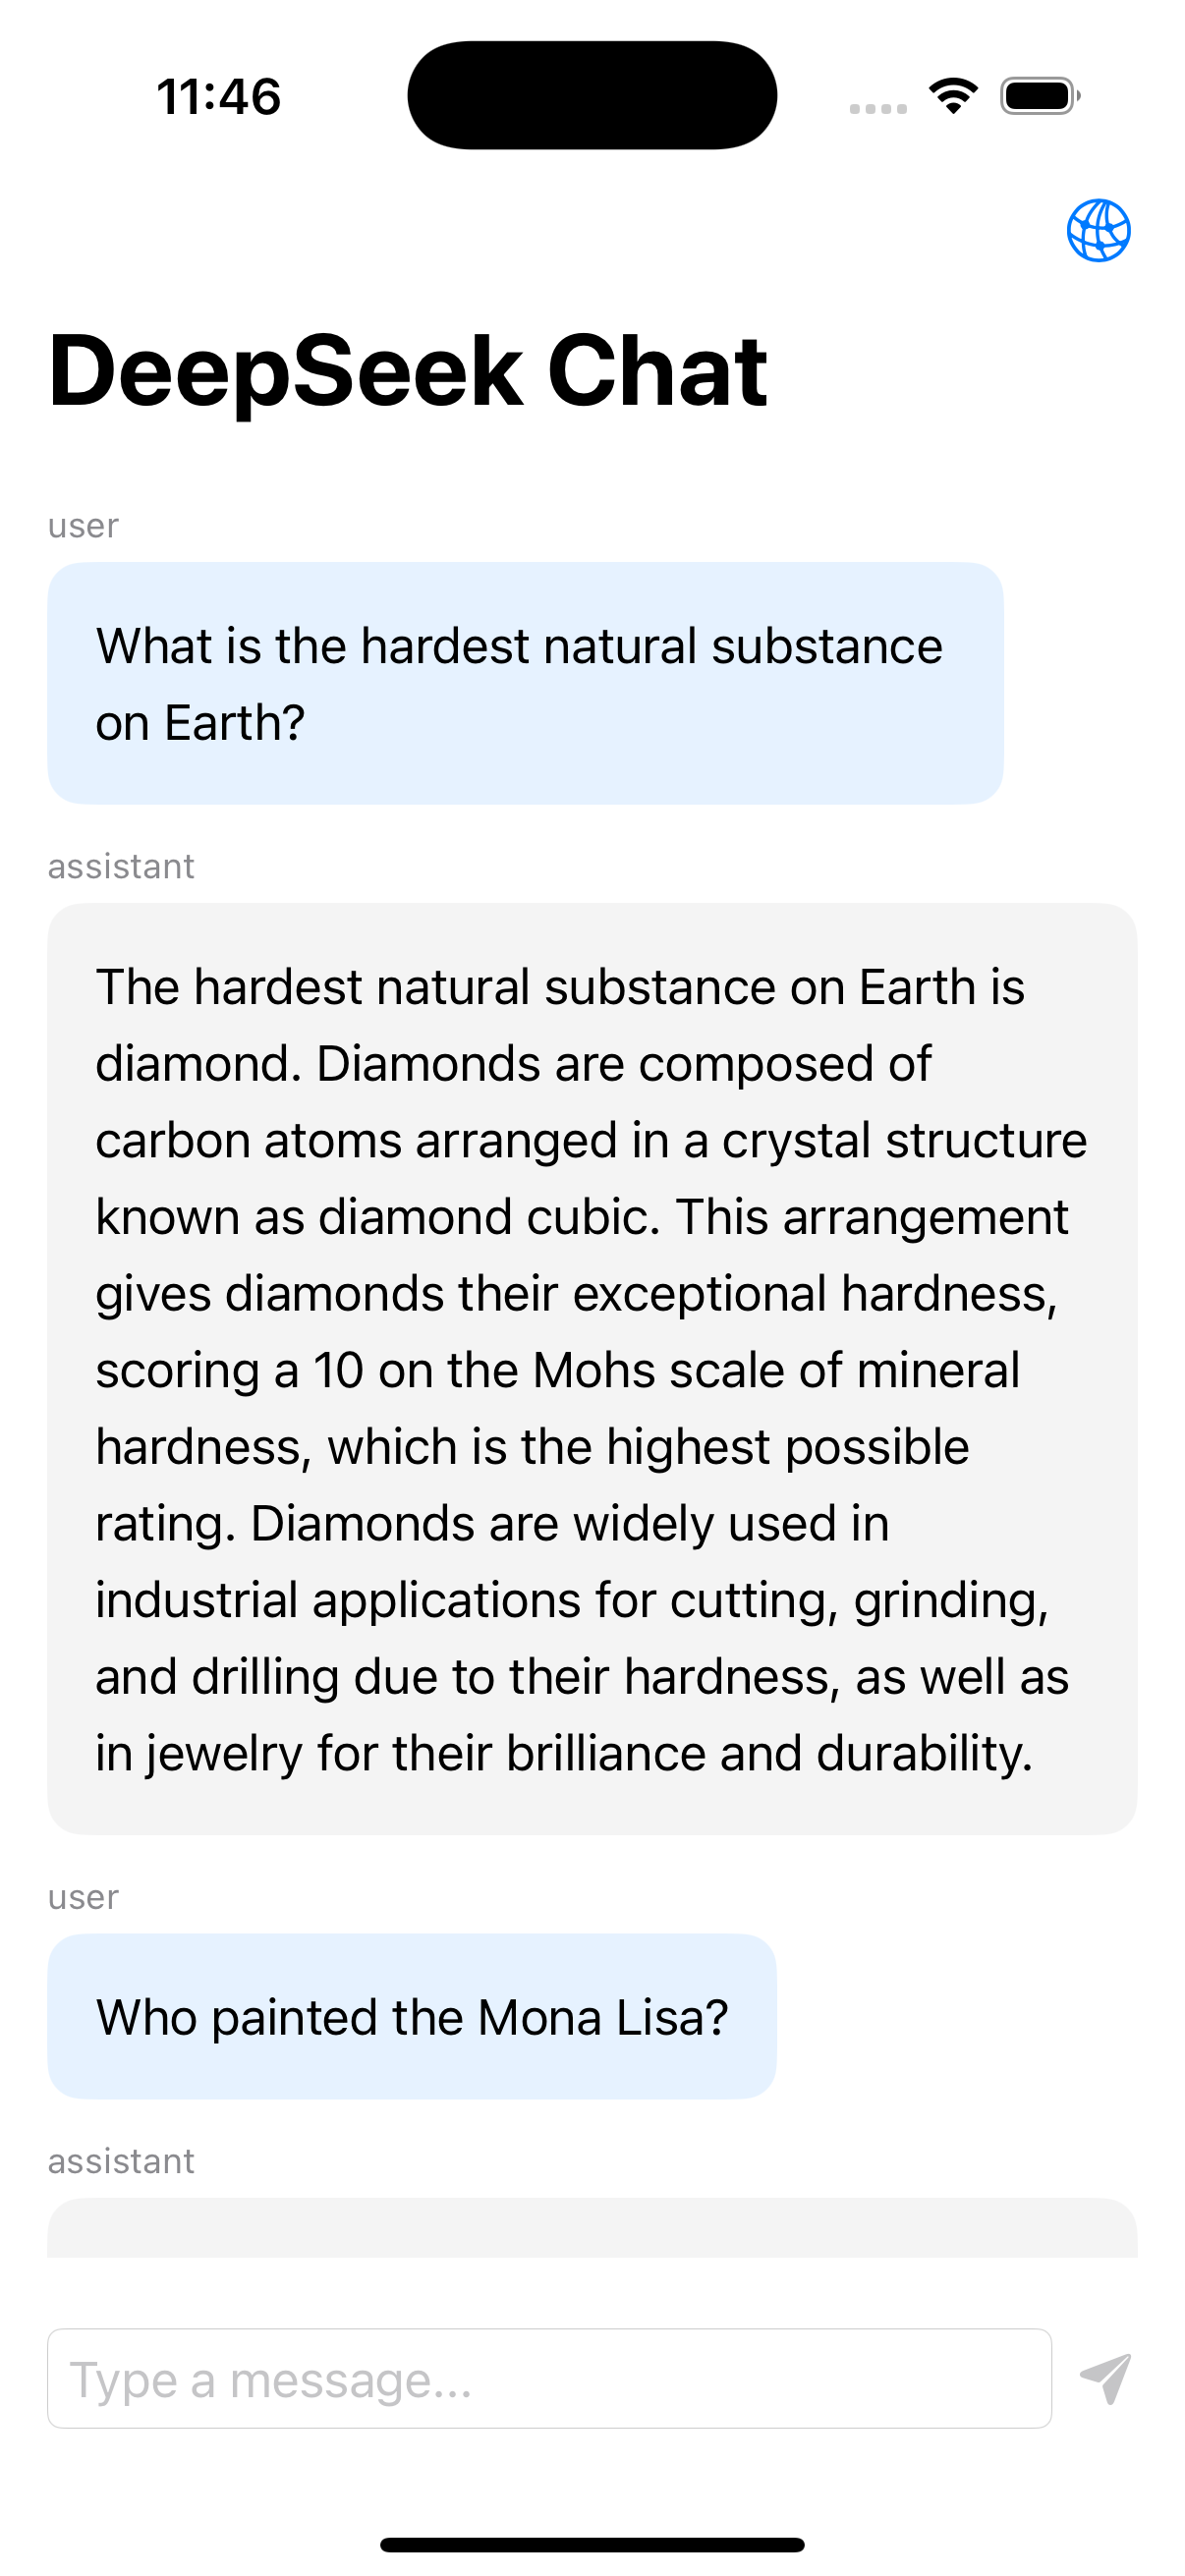 11:46
DeepSeek Chat
user
What is the hardest natural substance
on Earth?
assistant
The hardest natural substance on Earth is
diamond. Diamonds are composed of
carbon atoms arranged in a crystal structure
known as diamond cubic. This arrangement
gives diamonds their exceptional hardness,
scoring a 10 on the Mohs scale of mineral
hardness, which is the highest possible
rating. Diamonds are widely used in
industrial applications for cutting, grinding,
and drilling due to their hardness, as well as
in jewelry for their brilliance and durability.
user
Who painted the Mona Lisa?
assistant
Type a message...